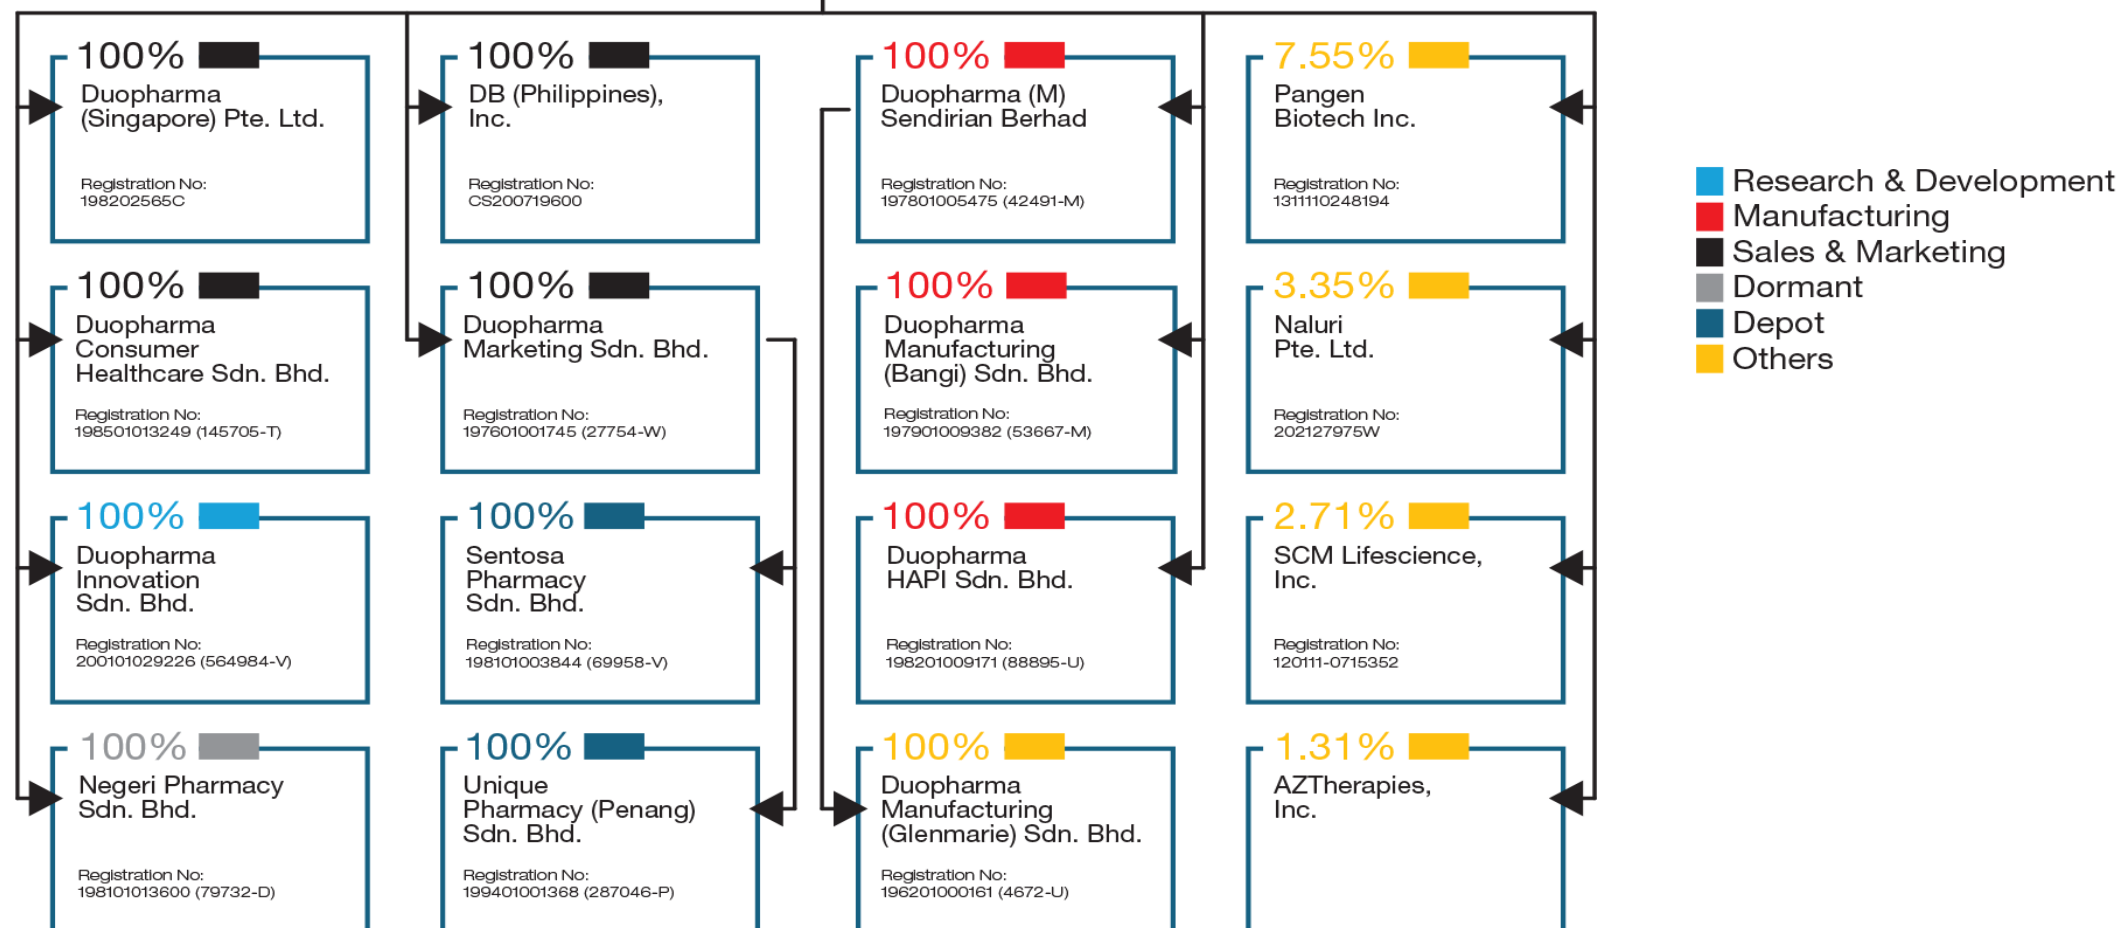 100%
Duopharma
(Singapore) Pte. Ltd.
Registration No:
198202565C
100%
DB (Philippines),
Inc.
Registration No:
CS200719600
100%
Duopharma (M)
Sendirian Berhad
Registration No:
197801005475 (42491-M)
7.55%
Pangen
Biotech Inc.
Registration No:
1311110248194
100%
Duopharma
Consumer
Healthcare Sdn. Bhd.
Registration No:
198501013249 (145705-T)
100%
Duopharma
Marketing Sdn. Bhd.
Registration No:
197601001745 (27754-W)
100%
Duopharma
Manufacturing
(Bangi) Sdn. Bhd.
Registration No:
197901009382 (53667-M)
3.35%
Naluri
Pte. Ltd.
Registration No:
202127975W
100%
Duopharma
Innovation
Sdn. Bhd.
Registration No:
200101029226 (564984-V)
100%
Sentosa
Pharmacy
Sdn. Bhd.
Registration No:
198101003844 (69958-V)
100%
Duopharma
HAPI Sdn. Bhd.
Registration No:
198201009171 (88895-U)
2.71%
SCM Lifescience,
Inc.
Registration No:
120111-0715352
100%
Negeri Pharmacy
Sdn. Bhd.
Registration No:
198101013600 (79732-D)
100%
Unique
Pharmacy (Penang)
Sdn. Bhd.
Registration No:
199401001368 (287046-P)
100%
Duopharma
Manufacturing
(Glenmarie) Sdn. Bhd.
Registration No:
196201000161 (4672-U)
1.31%
AZTherapies,
Inc.
Research & Development
Manufacturing
Sales & Marketing
Dormant
Depot
Others